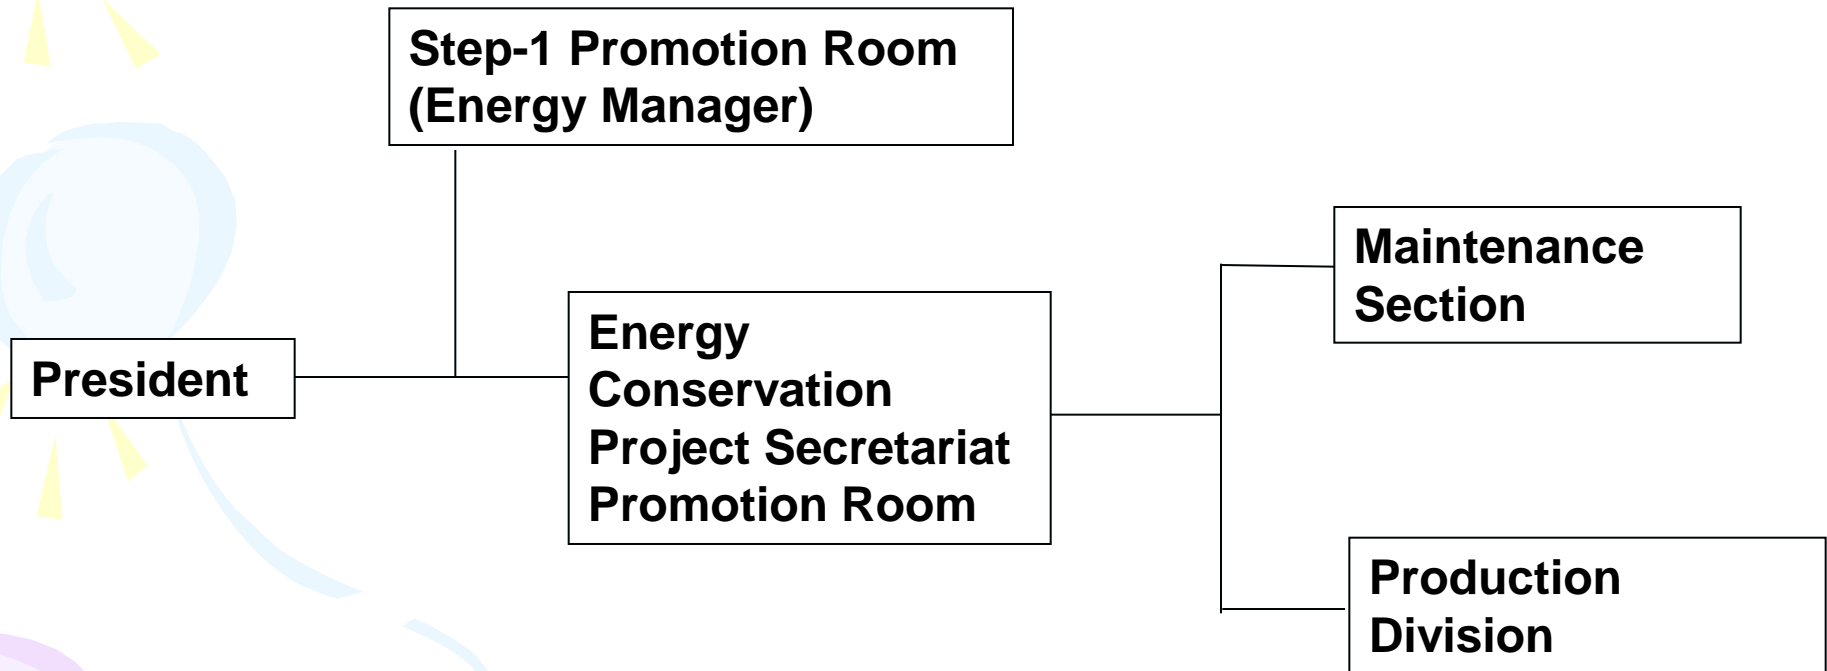 Step-1 Promotion Room
(Energy Manager)
President
Energy
Conservation
Project Secretariat
Promotion Room
Maintenance
Section
Production
Division